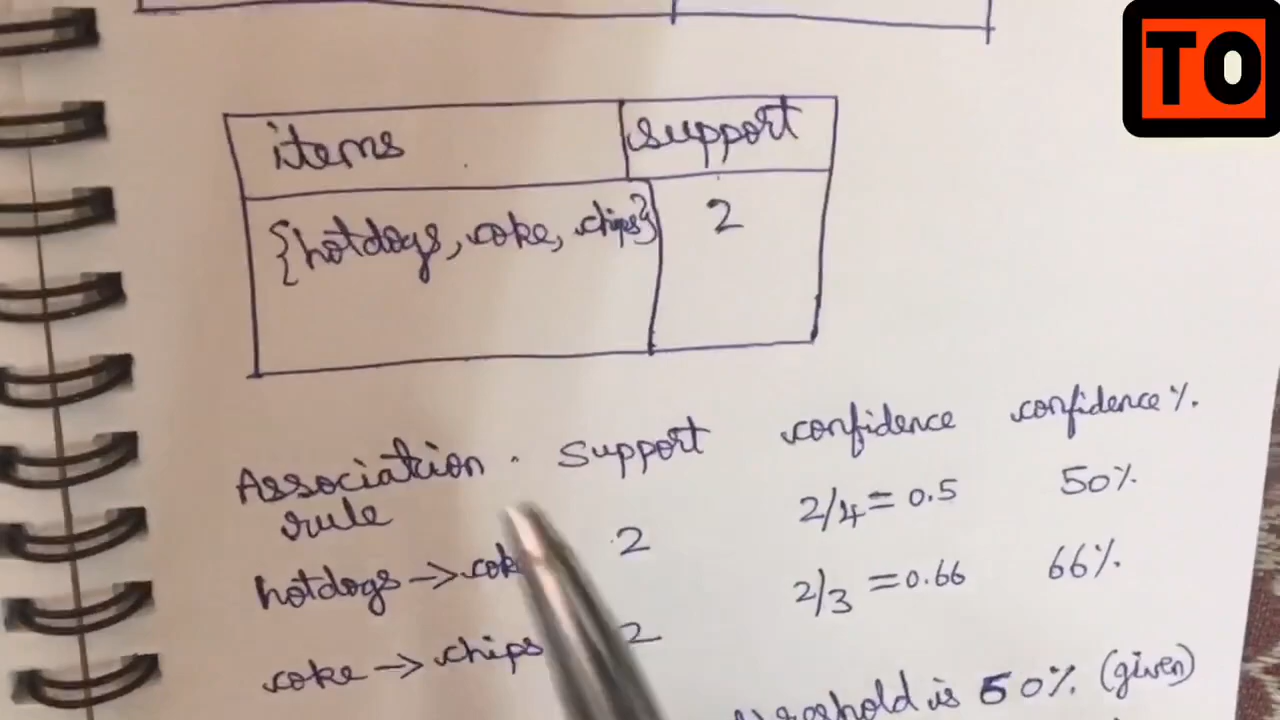 TO
items support
{hotdogs, coke, chips} 2
Association support confidence confidence %.
rule
hotdogs → 2 2/4 = 0.5 50%.
coke → chips 2 2/3 = 0.66 66%.
is 50%. (given)